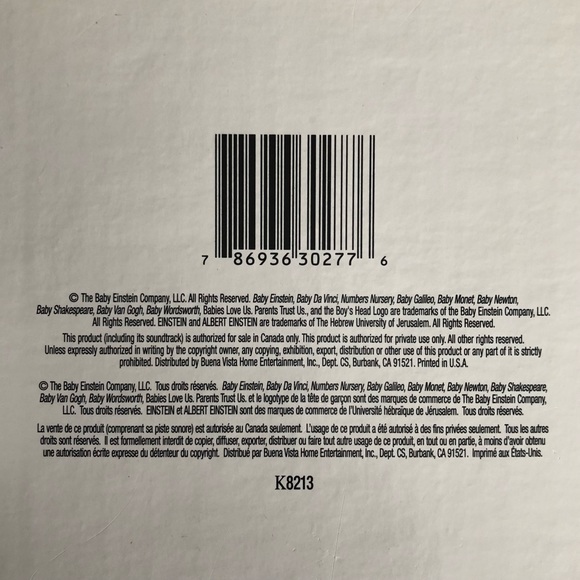 7 86936 30277 6
© The Baby Einstein Company, LLC. All Rights Reserved. Baby Einstein, Baby Da Vinci, Numbers Nursery, Baby Galileo, Baby Monet, Baby Newton,
Baby Shakespeare, Baby Van Gogh, Baby Wordsworth, Babies Love Us. Parents Trust Us., and the Boy's Head Logo are trademarks of the Baby Einstein Company, LLC.
All Rights Reserved. EINSTEIN and ALBERT EINSTEIN are trademarks of The Hebrew University of Jerusalem. All Rights Reserved.
This product (including its soundtrack) is authorized for sale in Canada only. This product is authorized for private use only. All other rights reserved.
Unless expressly authorized in writing by the copyright owner, any copying, exhibition, export, distribution or other use of this product or any part of it is strictly
prohibited. Distributed by Buena Vista Home Entertainment, Inc., Dept. CS, Burbank, CA 91521. Printed in U.S.A.
© The Baby Einstein Company, LLC. Tous droits réservés. Baby Einstein, Baby Da Vinci, Numbers Nursery, Baby Galileo, Baby Monet, Baby Newton, Baby Shakespeare,
Baby Van Gogh, Baby Wordsworth, Babies Love Us. Parents Trust Us. et le logotype de la tête de garçon sont des marques de commerce de The Baby Einstein Company,
LLC. Tous droits réservés. EINSTEIN et ALBERT EINSTEIN sont des marques de commerce de l'Université hébraïque de Jérusalem. Tous droits réservés.
La vente de ce produit (comprenant sa piste sonore) est autorisée au Canada seulement. L'usage de ce produit a été autorisé à des fins privées seulement. Tous les autres
droits sont réservés. Il est formellement interdit de copier, diffuser, exporter, distribuer ou faire tout autre usage de ce produit, en tout ou en partie, à moins d'avoir obtenu
une autorisation écrite expresse du détenteur du copyright. Distribué par Buena Vista Home Entertainment, Inc., Dept. CS, Burbank, CA 91521. Imprimé aux États-Unis.
K8213